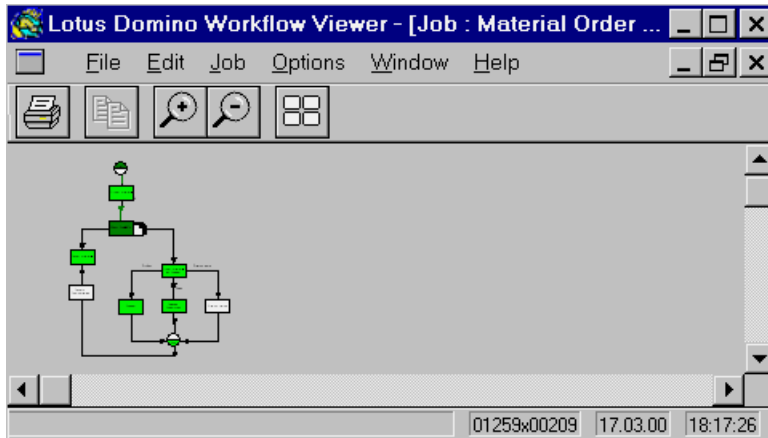 Lotus Domino Workflow Viewer - [Job : Material Order ...
File Edit Job Options Window Help
01259x00209 17.03.00 18:17:26